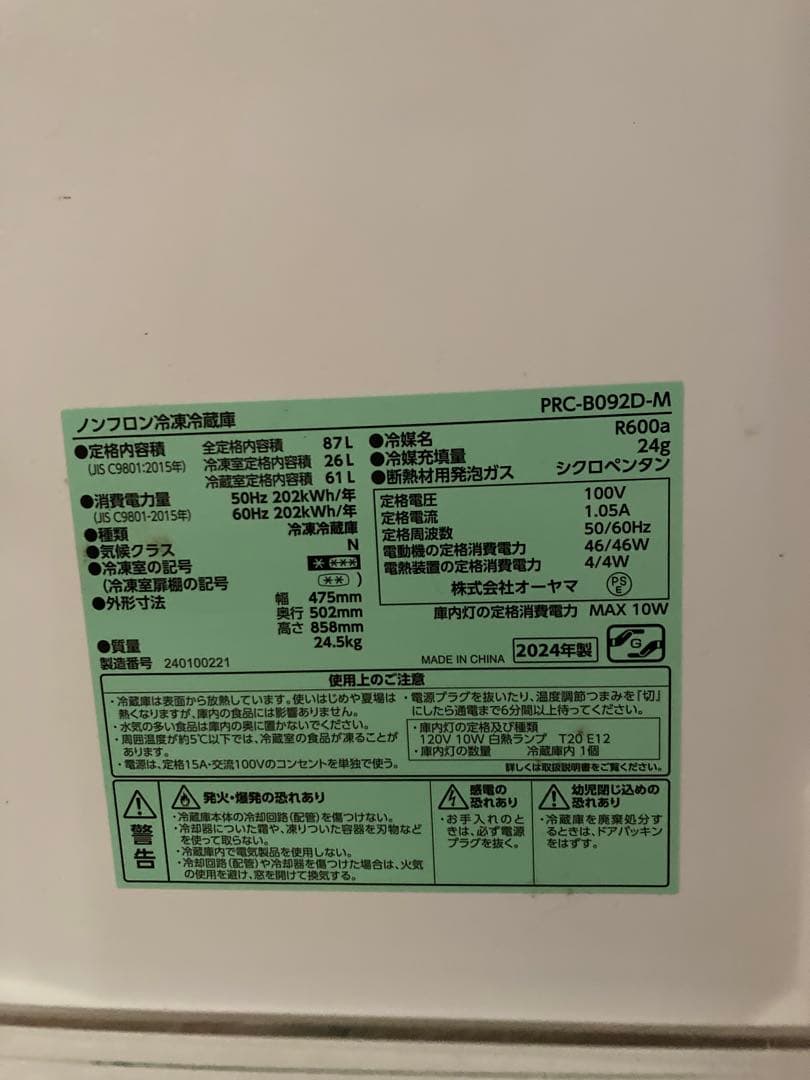 ノンフロン冷凍冷蔵庫
PRC-B092D-M
●定格内容積
(JIS C9801:2015年)
全定格内容積 87L
冷凍室定格内容積 26L
冷蔵室定格内容積 61L
●消費電力量
(JIS C9801-2015年)
50Hz 202kWh/年
60Hz 202kWh/年
●種類 冷凍冷蔵庫
●気候クラス N
●冷凍室の記号
(冷凍室扉棚の記号 )
●外形寸法
幅 475mm
奥行 502mm
高さ 858mm
●質量 24.5kg
製造番号 240100221
●冷媒名 R600a
●冷媒充填量 24g
●断熱材用発泡ガス シクロペンタン
定格電圧 100V
定格電流 1.05A
定格周波数 50/60Hz
電動機の定格消費電力 46/46W
電熱装置の定格消費電力 4/4W
株式会社オーヤマ PSE
庫内灯の定格消費電力 MAX 10W
MADE IN CHINA 2024年製 G
使用上のご注意
・冷蔵庫は表面から放熱しています。使いはじめや夏場は
熱くなりますが、庫内の食品には影響ありません。
・水気の多い食品は庫内の奥に置かないでください。
・周囲温度が約5℃以下では、冷蔵室の食品が凍ることが
あります。
・電源は、定格15A・交流100Vのコンセントを単独で使う。
・電源プラグを抜いたり、温度調節つまみを「切」
にしたら通電まで6分間以上待ってください。
・庫内灯の定格及び種類
120V 10W 白熱ランプ T20 E12
・庫内灯の数量 冷蔵庫内 1個
詳しくは取扱説明書をご覧ください。
警告
発火・爆発の恐れあり
・冷蔵庫本体の冷却回路(配管)を傷つけない。
・冷却器についた霜や、凍りついた容器を刃物など
を使って取らない。
・冷蔵庫内で電気製品を使用しない。
・冷却回路(配管)や冷却器を傷つけた場合は、火気
の使用を避け、窓を開けて換気する。
感電の
恐れあり
・お手入れのと
きは、必ず電源
プラグを抜く。
幼児閉じ込めの
恐れあり
・冷蔵庫を廃棄処分す
るときは、ドアパッキン
をはずす。